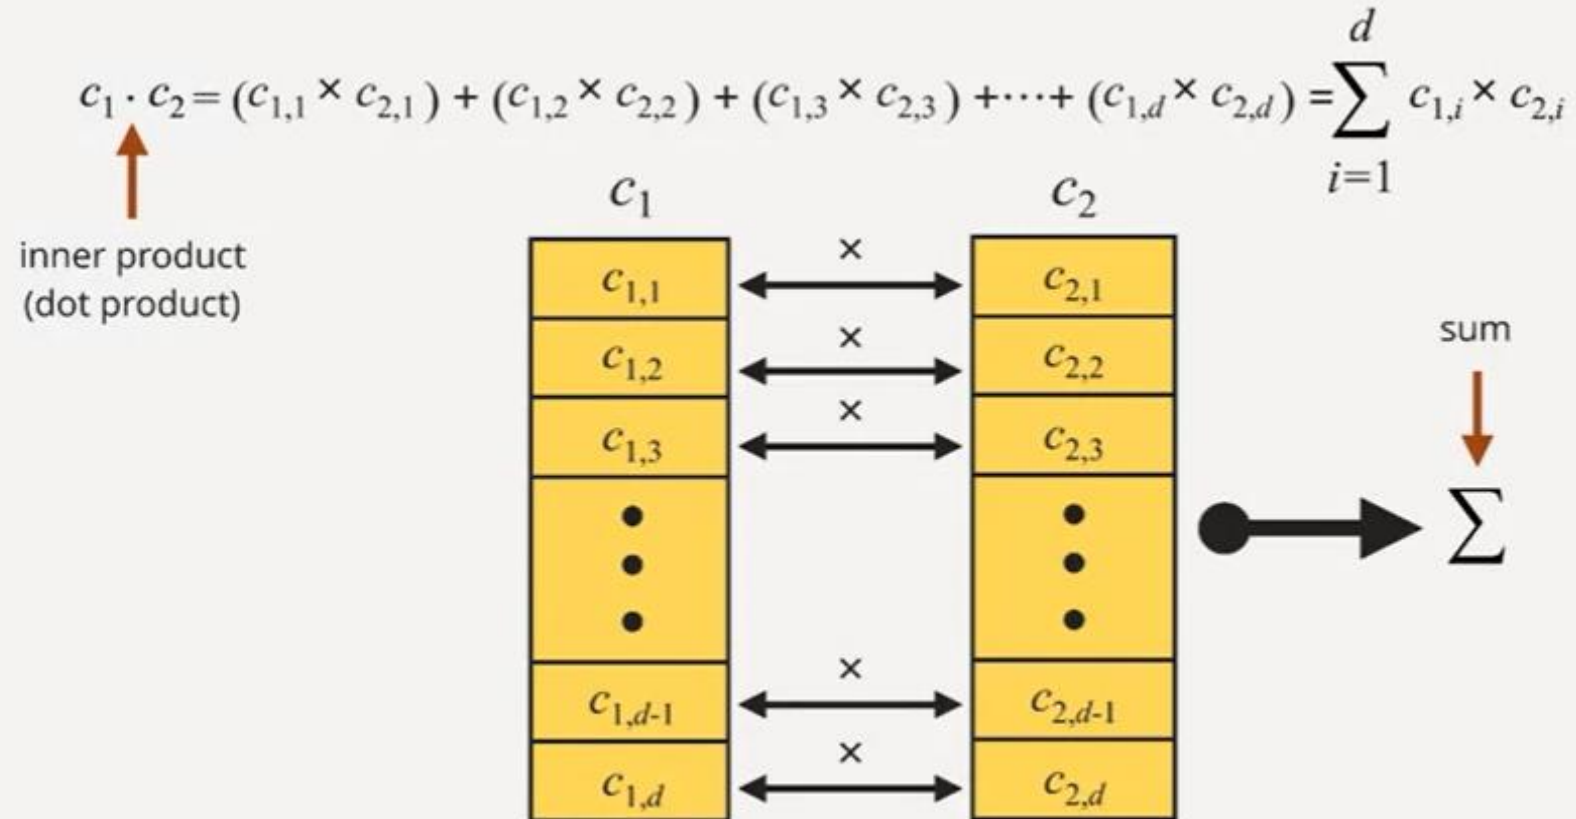 c₁ · c₂ = (c₁,₁ × c₂,₁) + (c₁,₂ × c₂,₂) + (c₁,₃ × c₂,₃) +···+ (c₁,d × c₂,d) = ∑ᵢ₌₁ᵈ c₁,ᵢ × c₂,ᵢ
inner product
(dot product)
c₁ c₂
c₁,₁ × c₂,₁
c₁,₂ × c₂,₂
c₁,₃ × c₂,₃
sum
∑
c₁,d-1 × c₂,d-1
c₁,d × c₂,d